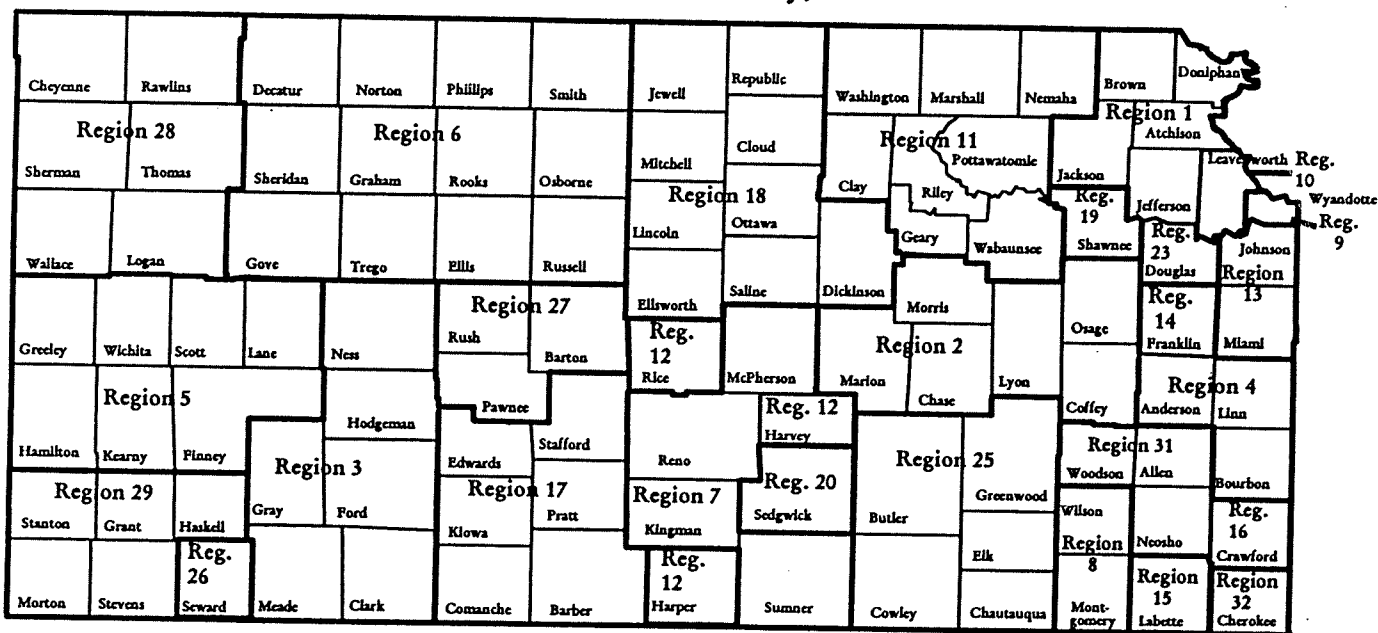 Cheyenne
Rawlins
Decatur
Norton
Phillips
Smith
Jewell
Republic
Washington
Marshall
Nemaha
Brown
Doniphan
Region 28
Region 6
Region 11
Region 1
Atchison
Sherman
Thomas
Sheridan
Graham
Rooks
Osborne
Mitchell
Cloud
Clay
Pottawatomie
Riley
Jackson
Leavenworth
Reg.
10
Region 18
Reg.
19
Jefferson
Wyandotte
Reg.
9
Wallace
Logan
Gove
Trego
Ellis
Russell
Lincoln
Ottawa
Geary
Wabaunsee
Shawnee
Reg.
23
Douglas
Johnson
Region
13
Ellsworth
Saline
Dickinson
Morris
Osage
Reg.
14
Franklin
Miami
Region 27
Greeley
Wichita
Scott
Lane
Ness
Rush
Barton
Reg.
12
Rice
McPherson
Marion
Region 2
Chase
Lyon
Coffey
Region 4
Anderson
Linn
Region 5
Hodgeman
Pawnee
Stafford
Reg. 12
Harvey
Hamilton
Kearny
Finney
Region 3
Edwards
Reno
Region 25
Region 31
Woodson
Allen
Bourbon
Region 29
Gray
Ford
Region 17
Region 7
Reg. 20
Sedgwick
Butler
Greenwood
Stanton
Grant
Haskell
Kiowa
Pratt
Kingman
Wilson
Region
8
Neosho
Reg.
16
Crawford
Reg.
26
Reg.
12
Elk
Morton
Stevens
Seward
Meade
Clark
Comanche
Barber
Harper
Sumner
Cowley
Chautauqua
Mont-
gomery
Region
15
Labette
Region
32
Cherokee